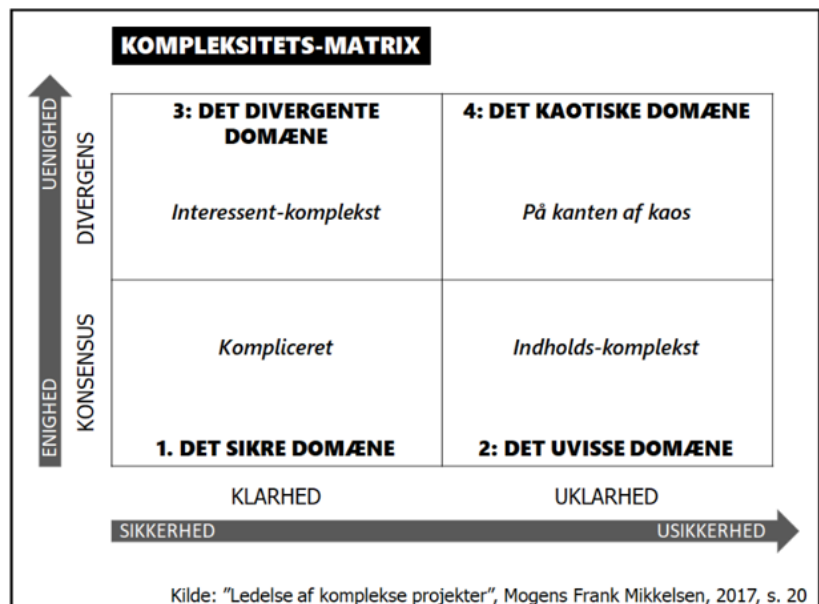 KOMPLEKSITETS-MATRIX
UENIGHED
DIVERGENS
3: DET DIVERGENTE
DOMÆNE
Interessent-komplekst
4: DET KAOTISKE DOMÆNE
På kanten af kaos
ENIGHED
KONSENSUS
Kompliceret
1. DET SIKRE DOMÆNE
Indholds-komplekst
2: DET UVISSE DOMÆNE
KLARHED
UKLARHED
SIKKERHED
USIKKERHED
Kilde: ”Ledelse af komplekse projekter”, Mogens Frank Mikkelsen, 2017, s. 20